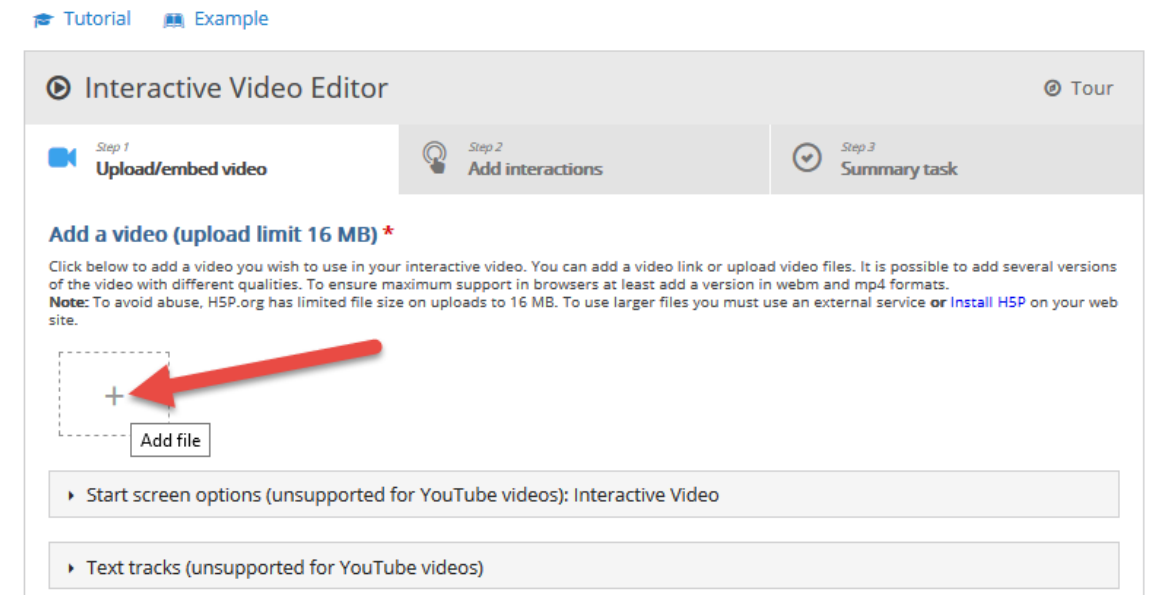 Tutorial Example
Interactive Video Editor Tour
Step 1 Step 2 Step 3
Upload/embed video Add interactions Summary task
Add a video (upload limit 16 MB) *
Click below to add a video you wish to use in your interactive video. You can add a video link or upload video files. It is possible to add several versions
of the video with different qualities. To ensure maximum support in browsers at least add a version in webm and mp4 formats.
Note: To avoid abuse, H5P.org has limited file size on uploads to 16 MB. To use larger files you must use an external service or Install H5P on your web
site.
+
Add file
Start screen options (unsupported for YouTube videos): Interactive Video
Text tracks (unsupported for YouTube videos)